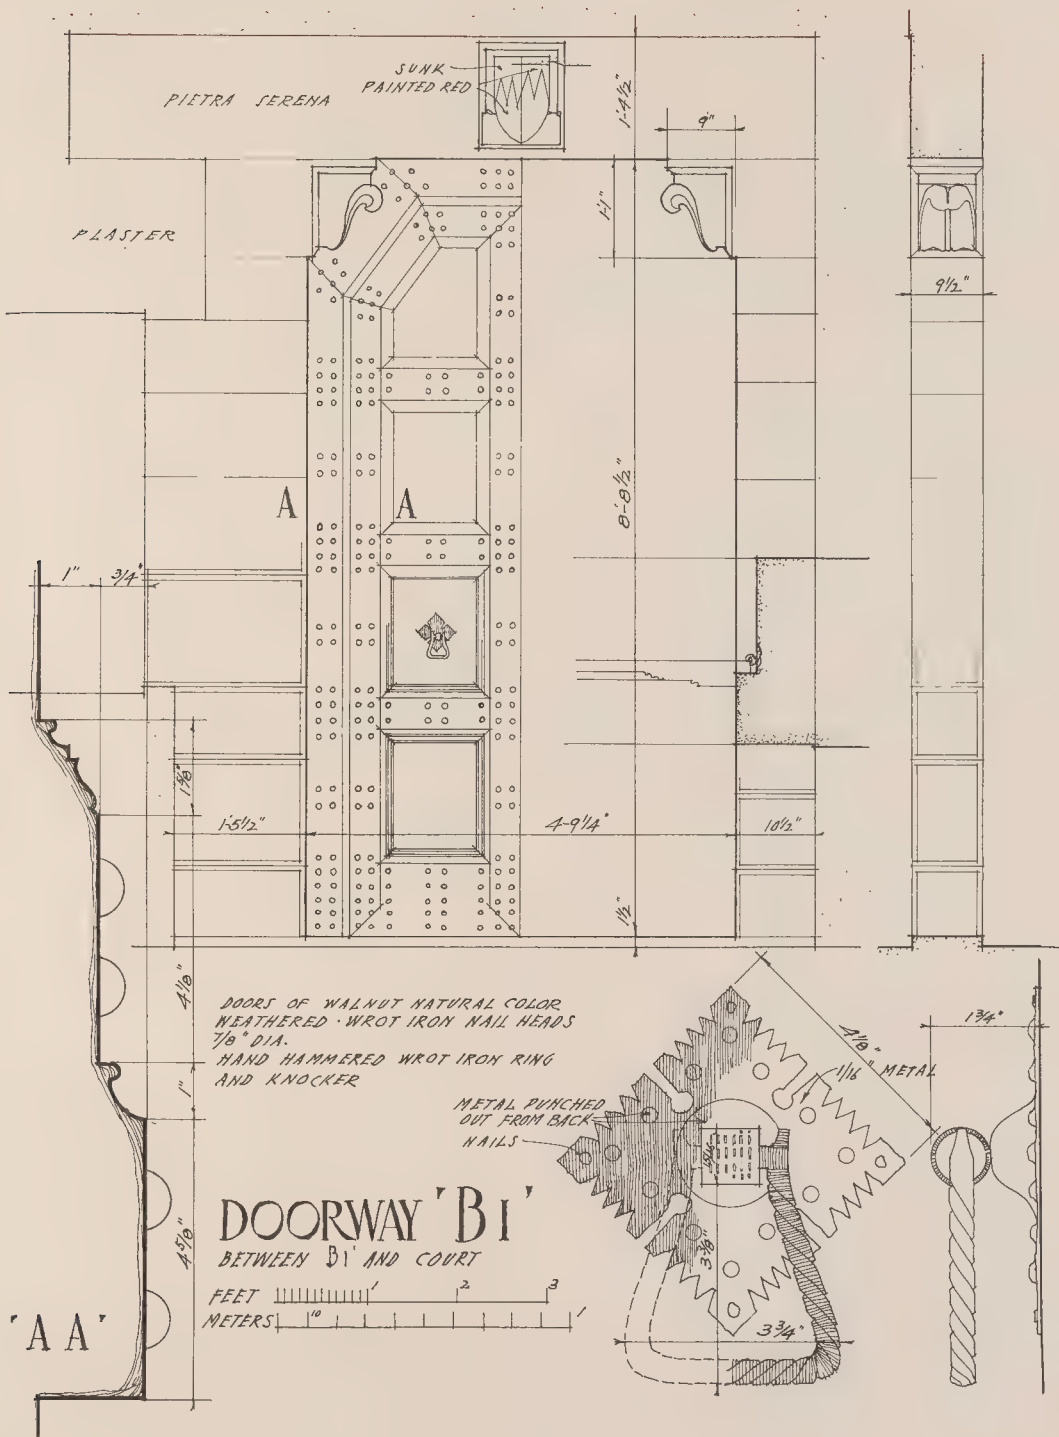 SUNK
PAINTED RED
PIETRA SERENA
1'-4½"
9"
1'-1"
PLASTER
9½"
8'-8½"
A A
1" ¾"
1⅝"
1'-5½" 4'-9¼" 10½"
1½"
4⅛"
DOORS OF WALNUT NATURAL COLOR
WEATHERED · WROT IRON NAIL HEADS
7/8" DIA.
HAND HAMMERED WROT IRON RING
AND KNOCKER
1¾"
4⅛"
1/16" METAL
1"
METAL PUNCHED
OUT FROM BACK
NAILS
15/16
DOORWAY 'B1'
BETWEEN 'B1' AND COURT
3⅜"
4⅝"
FEET 1 2 3
METERS 10 1
3¾"
'A A'